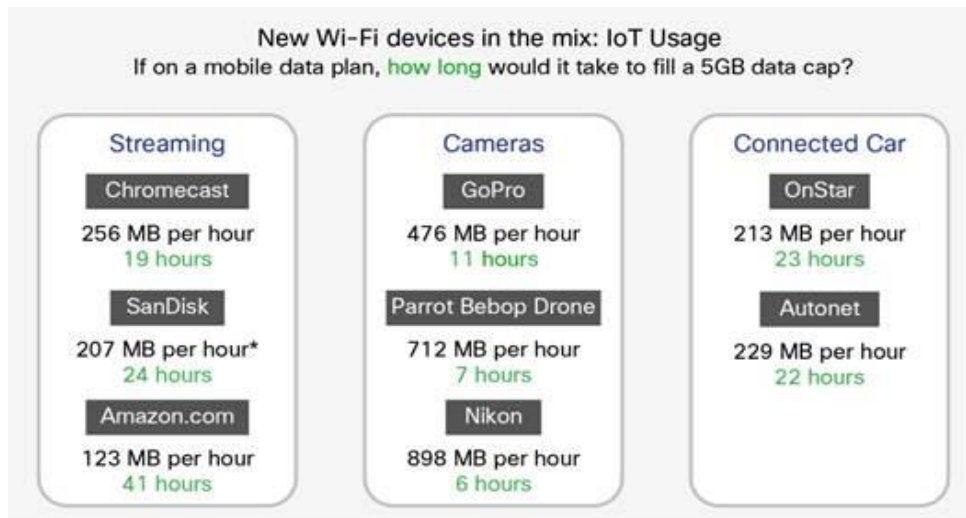 New Wi-Fi devices in the mix: IoT Usage
If on a mobile data plan, how long would it take to fill a 5GB data cap?
Streaming
Chromecast
256 MB per hour
19 hours
SanDisk
207 MB per hour*
24 hours
Amazon.com
123 MB per hour
41 hours
Cameras
GoPro
476 MB per hour
11 hours
Parrot Bebop Drone
712 MB per hour
7 hours
Nikon
898 MB per hour
6 hours
Connected Car
OnStar
213 MB per hour
23 hours
Autonet
229 MB per hour
22 hours